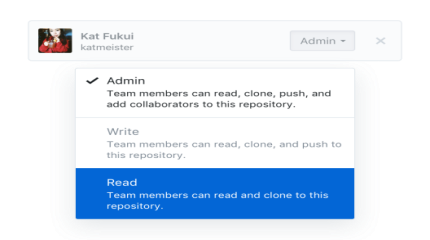 Kat Fukui
katmeister
Admin
Admin
Team members can read, clone, push, and
add collaborators to this repository.
Write
Team members can read, clone, and push to
this repository.
Read
Team members can read and clone to this
repository.